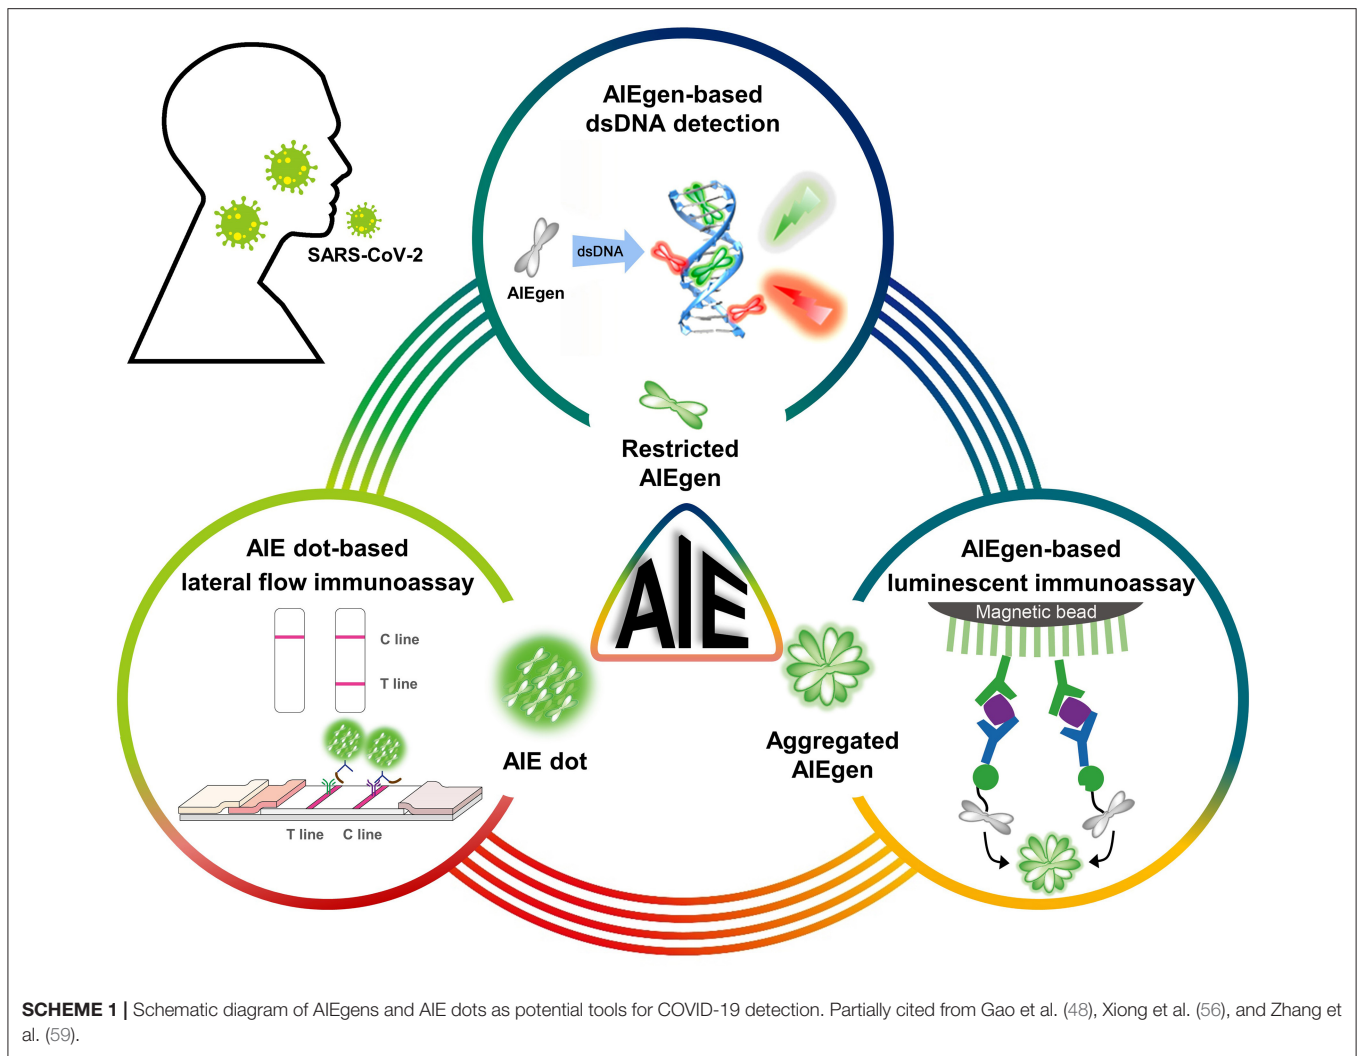 AIEgen-based
dsDNA detection
SARS-CoV-2
dsDNA
AIEgen
Restricted
AIEgen
AIE
AIE dot-based
lateral flow immunoassay
C line
T line
AIE dot
T line C line
AIEgen-based
luminescent immunoassay
Magnetic bead
Aggregated
AIEgen
SCHEME 1 | Schematic diagram of AIEgens and AIE dots as potential tools for COVID-19 detection. Partially cited from Gao et al. (48), Xiong et al. (56), and Zhang et
al. (59).